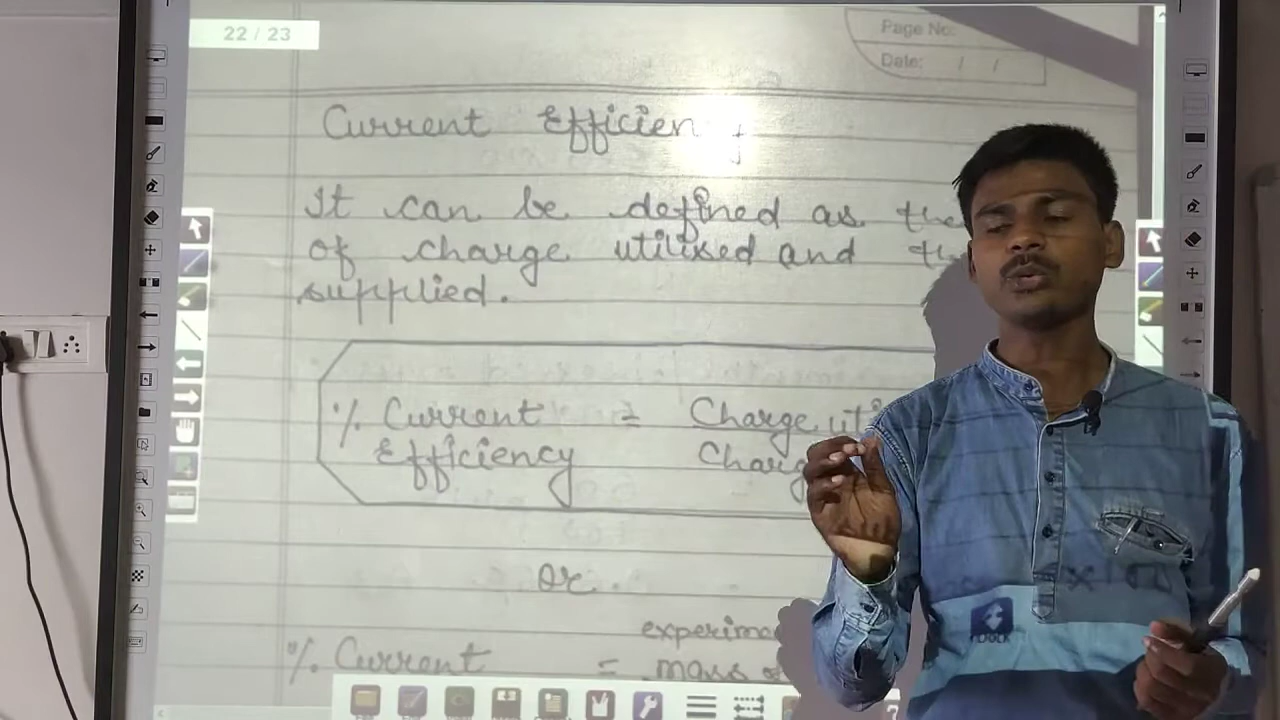 22 / 23
Page No:
Date: / /
Current Efficien
It can be defined as the
of charge utilised and
supplied.
% Current = Charge uti
Efficiency Charg
or
experime
% Current = mass